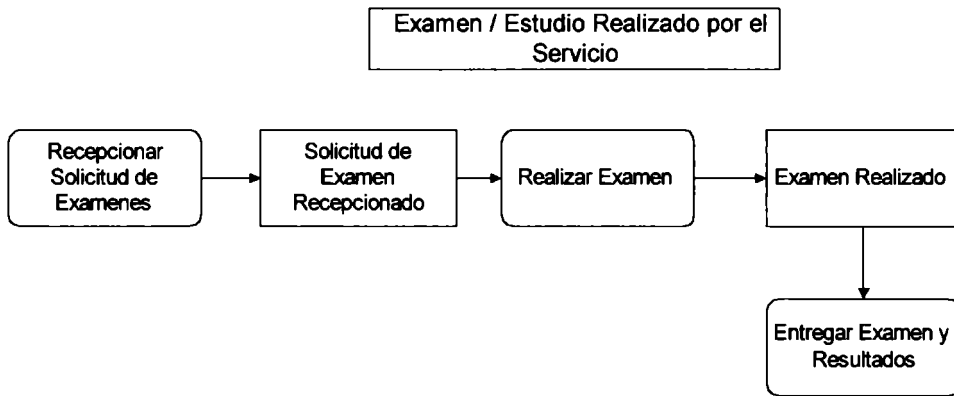 Examen / Estudio Realizado por el
Servicio
Recepcionar
Solicitud de
Examenes
Solicitud de
Examen
Recepcionado
Realizar Examen
Examen Realizado
Entregar Examen y
Resultados